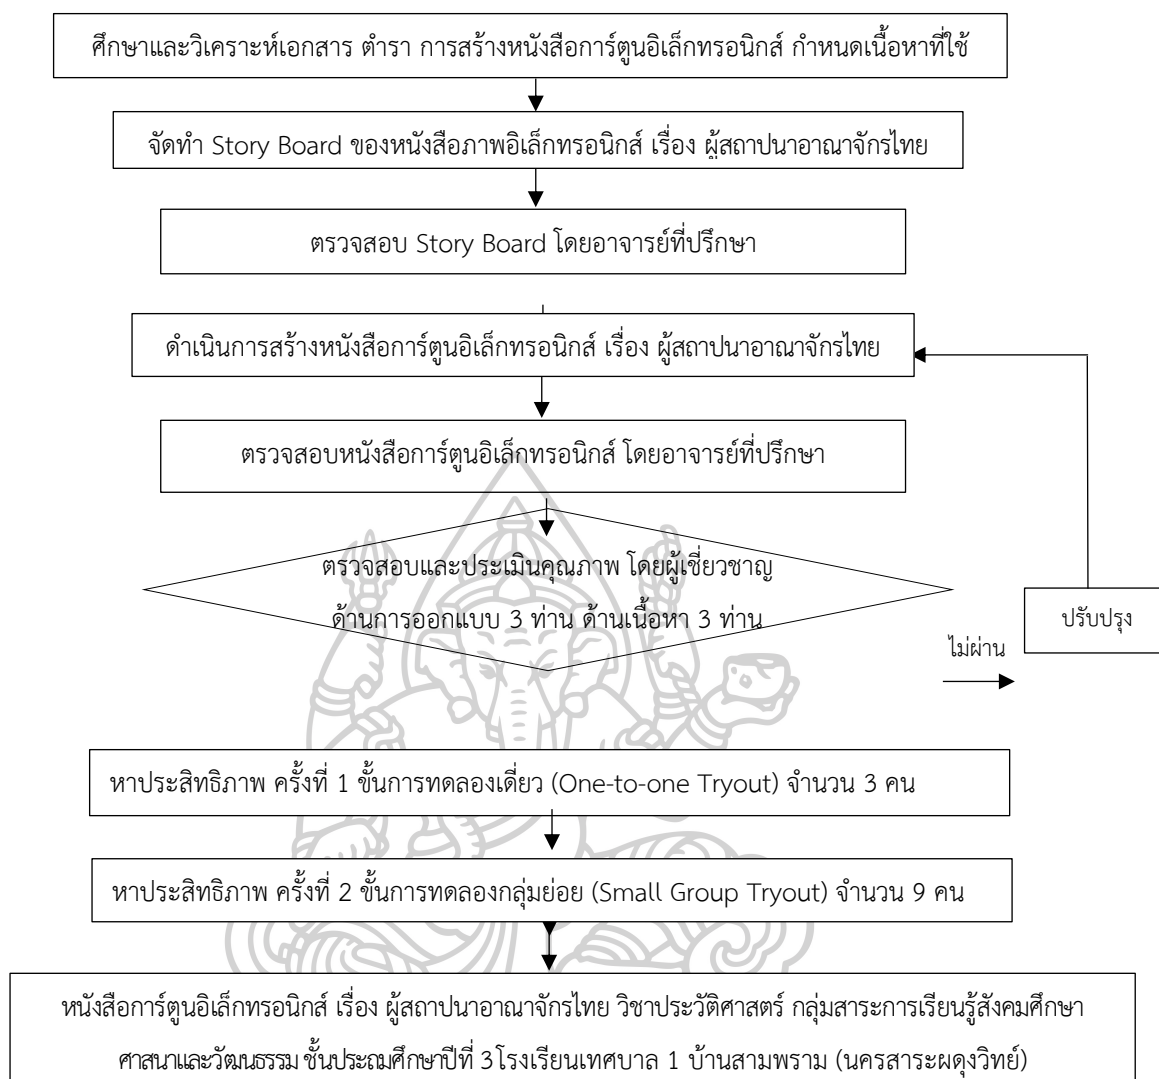 ศึกษาและวิเคราะห์เอกสาร ตำรา การสร้างหนังสือการ์ตูนอิเล็กทรอนิกส์ กำหนดเนื้อหาที่ใช้
จัดทำ Story Board ของหนังสือภาพอิเล็กทรอนิกส์ เรื่อง ผู้สถาปนาอาณาจักรไทย
ตรวจสอบ Story Board โดยอาจารย์ที่ปรึกษา
ดำเนินการสร้างหนังสือการ์ตูนอิเล็กทรอนิกส์ เรื่อง ผู้สถาปนาอาณาจักรไทย
ตรวจสอบหนังสือการ์ตูนอิเล็กทรอนิกส์ โดยอาจารย์ที่ปรึกษา
ตรวจสอบและประเมินคุณภาพ โดยผู้เชี่ยวชาญ
ด้านการออกแบบ 3 ท่าน ด้านเนื้อหา 3 ท่าน
ปรับปรุง
ไม่ผ่าน
หาประสิทธิภาพ ครั้งที่ 1 ขั้นการทดลองเดี่ยว (One-to-one Tryout) จำนวน 3 คน
หาประสิทธิภาพ ครั้งที่ 2 ขั้นการทดลองกลุ่มย่อย (Small Group Tryout) จำนวน 9 คน
หนังสือการ์ตูนอิเล็กทรอนิกส์ เรื่อง ผู้สถาปนาอาณาจักรไทย วิชาประวัติศาสตร์ กลุ่มสาระการเรียนรู้สังคมศึกษา
ศาสนาและวัฒนธรรม ชั้นประถมศึกษาปีที่ 3 โรงเรียนเทศบาล 1 บ้านสามพราม (นครสาระผดุงวิทย์)